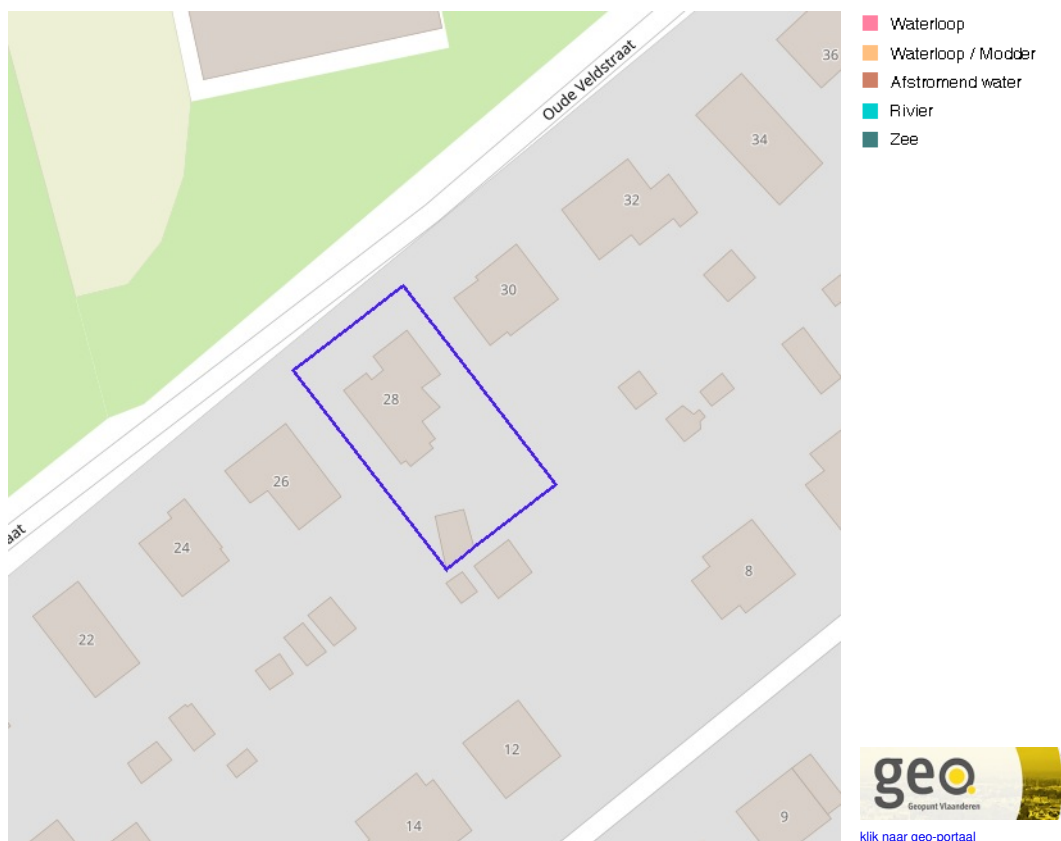 Oude Veldstraat
36
34
32
30
28
26
24
22
8
12
14
9
aat
Waterloop
Waterloop / Modder
Afstromend water
Rivier
Zee
geo
Geopunt Vlaanderen
klik naar geo-portaal